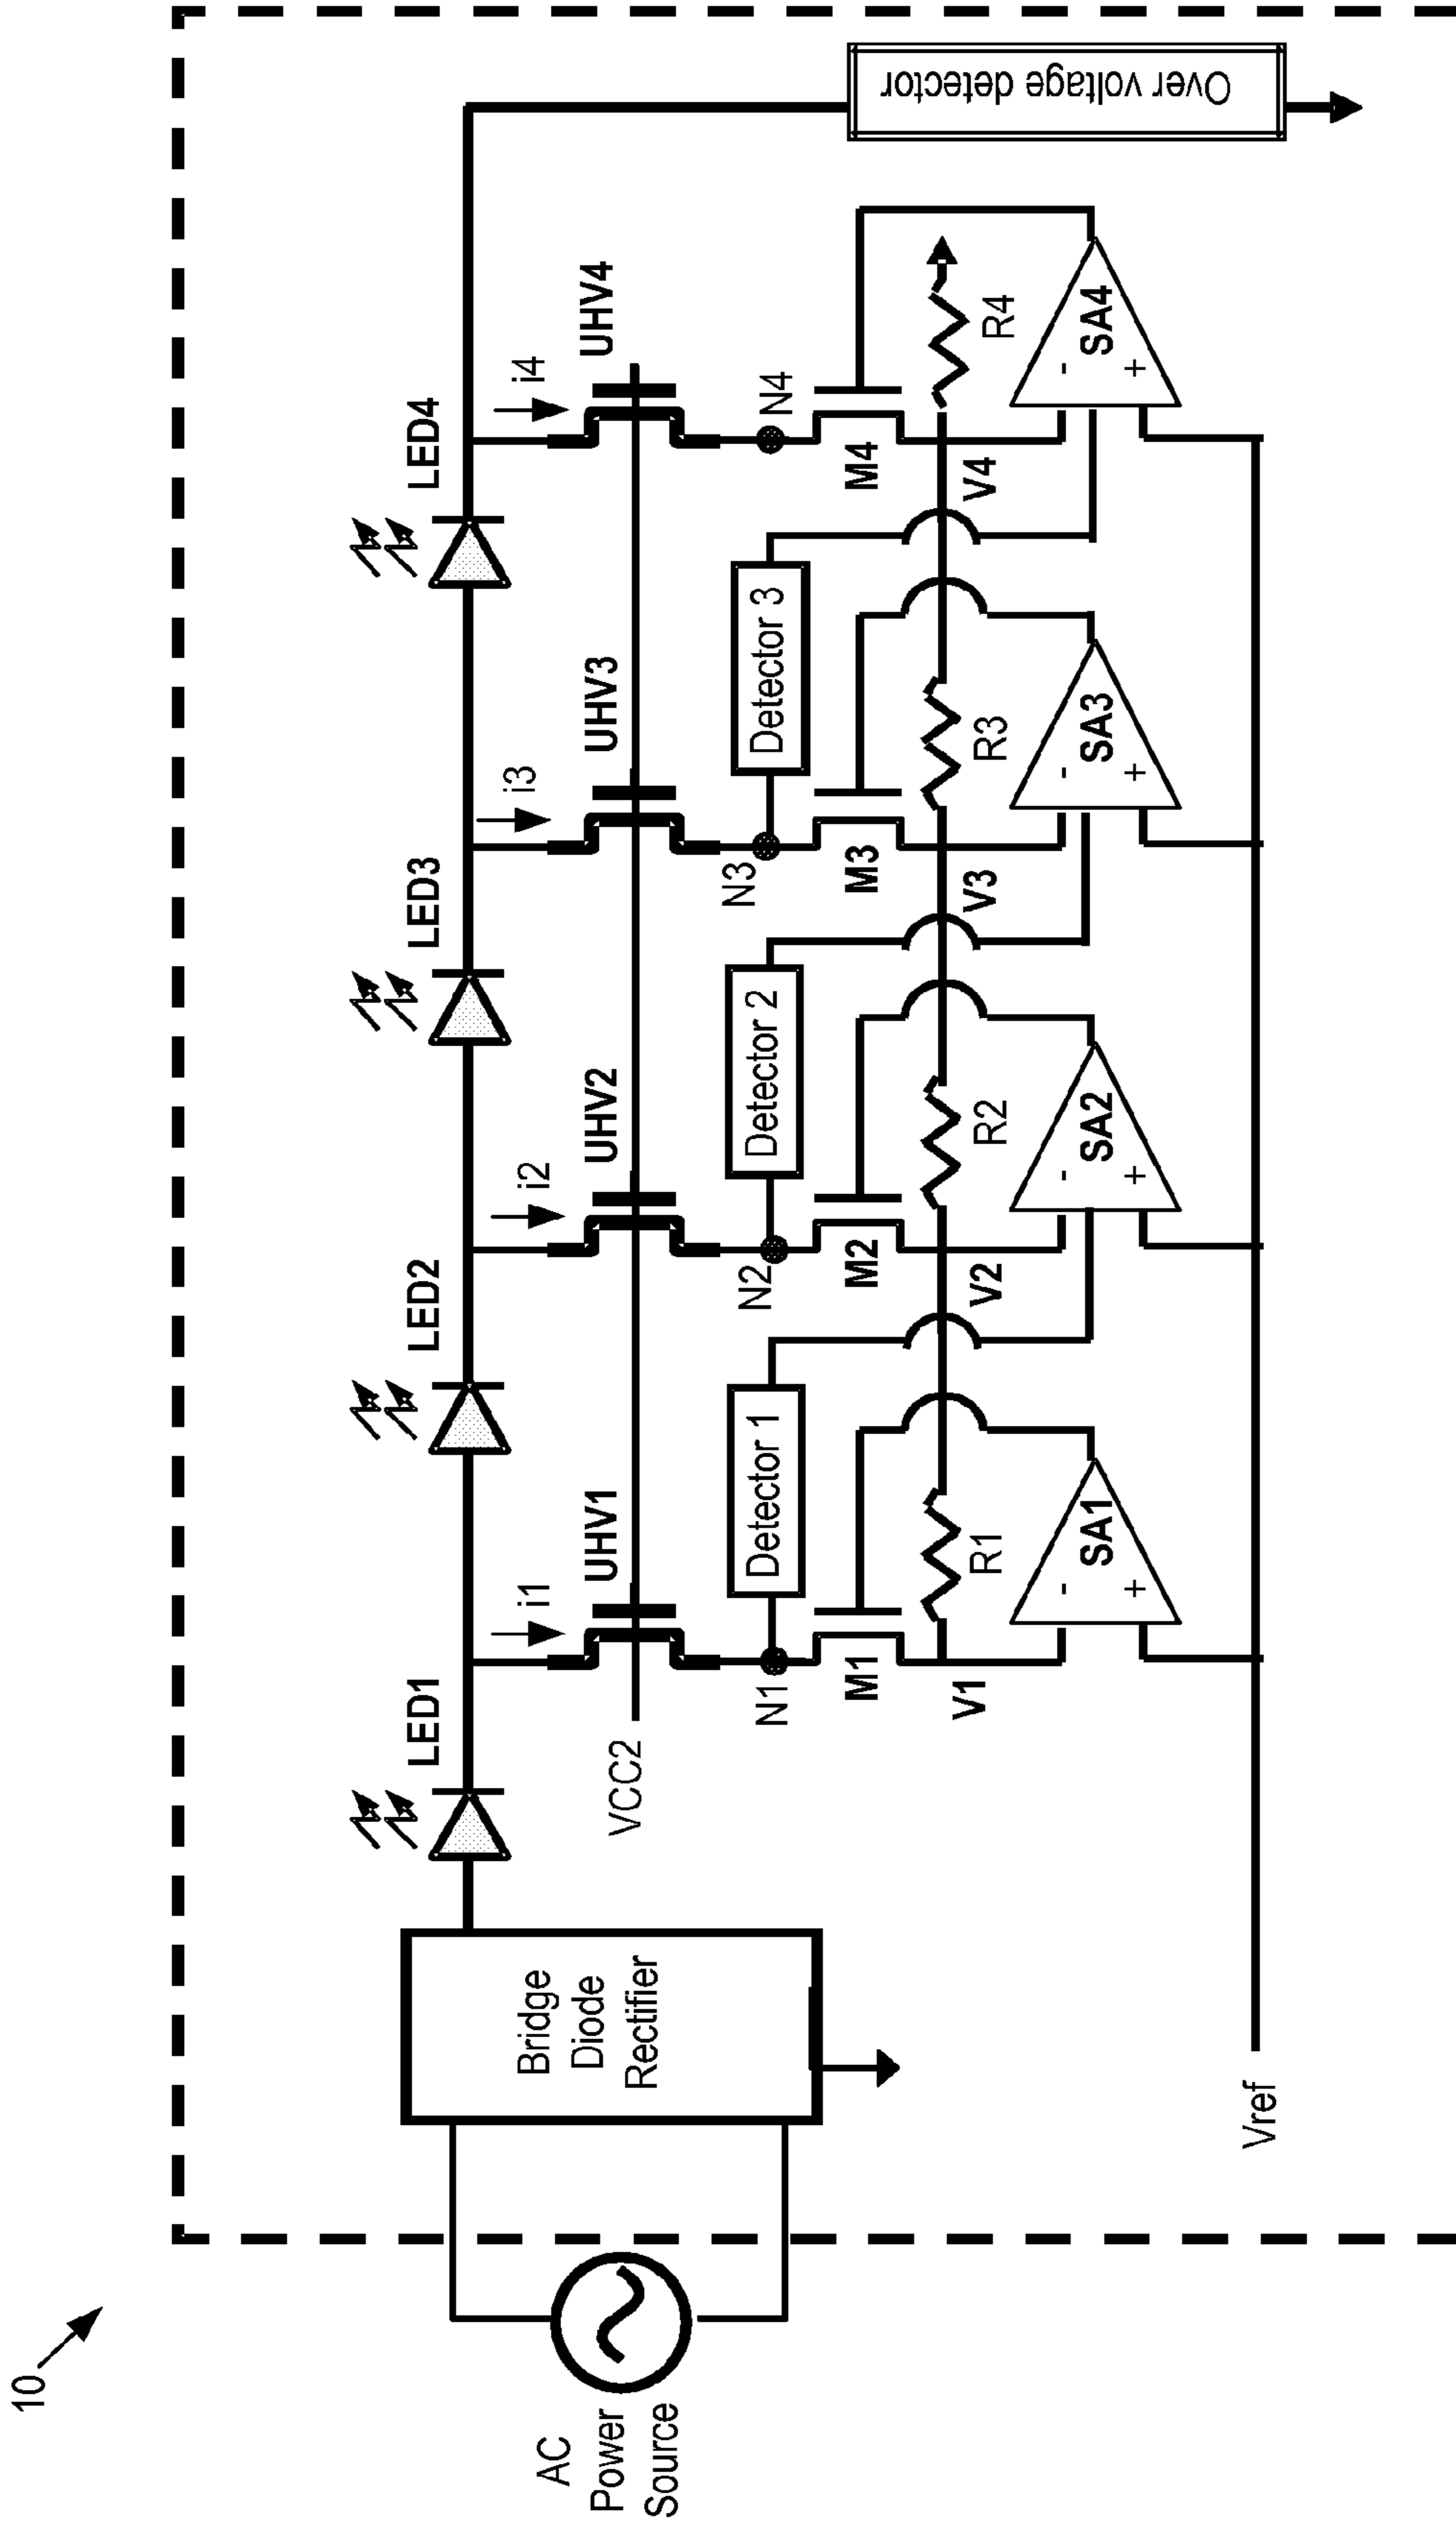 10
AC
Power
Source
Bridge
Diode
Rectifier
LED1
LED2
LED3
LED4
i1
i2
i3
i4
UHV1
UHV2
UHV3
UHV4
VCC2
N1
Detector 1
N2
Detector 2
N3
Detector 3
N4
Over voltage detector
M1
M2
M3
M4
V1
R1
V2
R2
V3
R3
V4
R4
-
SA1
+
-
SA2
+
-
SA3
+
-
SA4
+
Vref